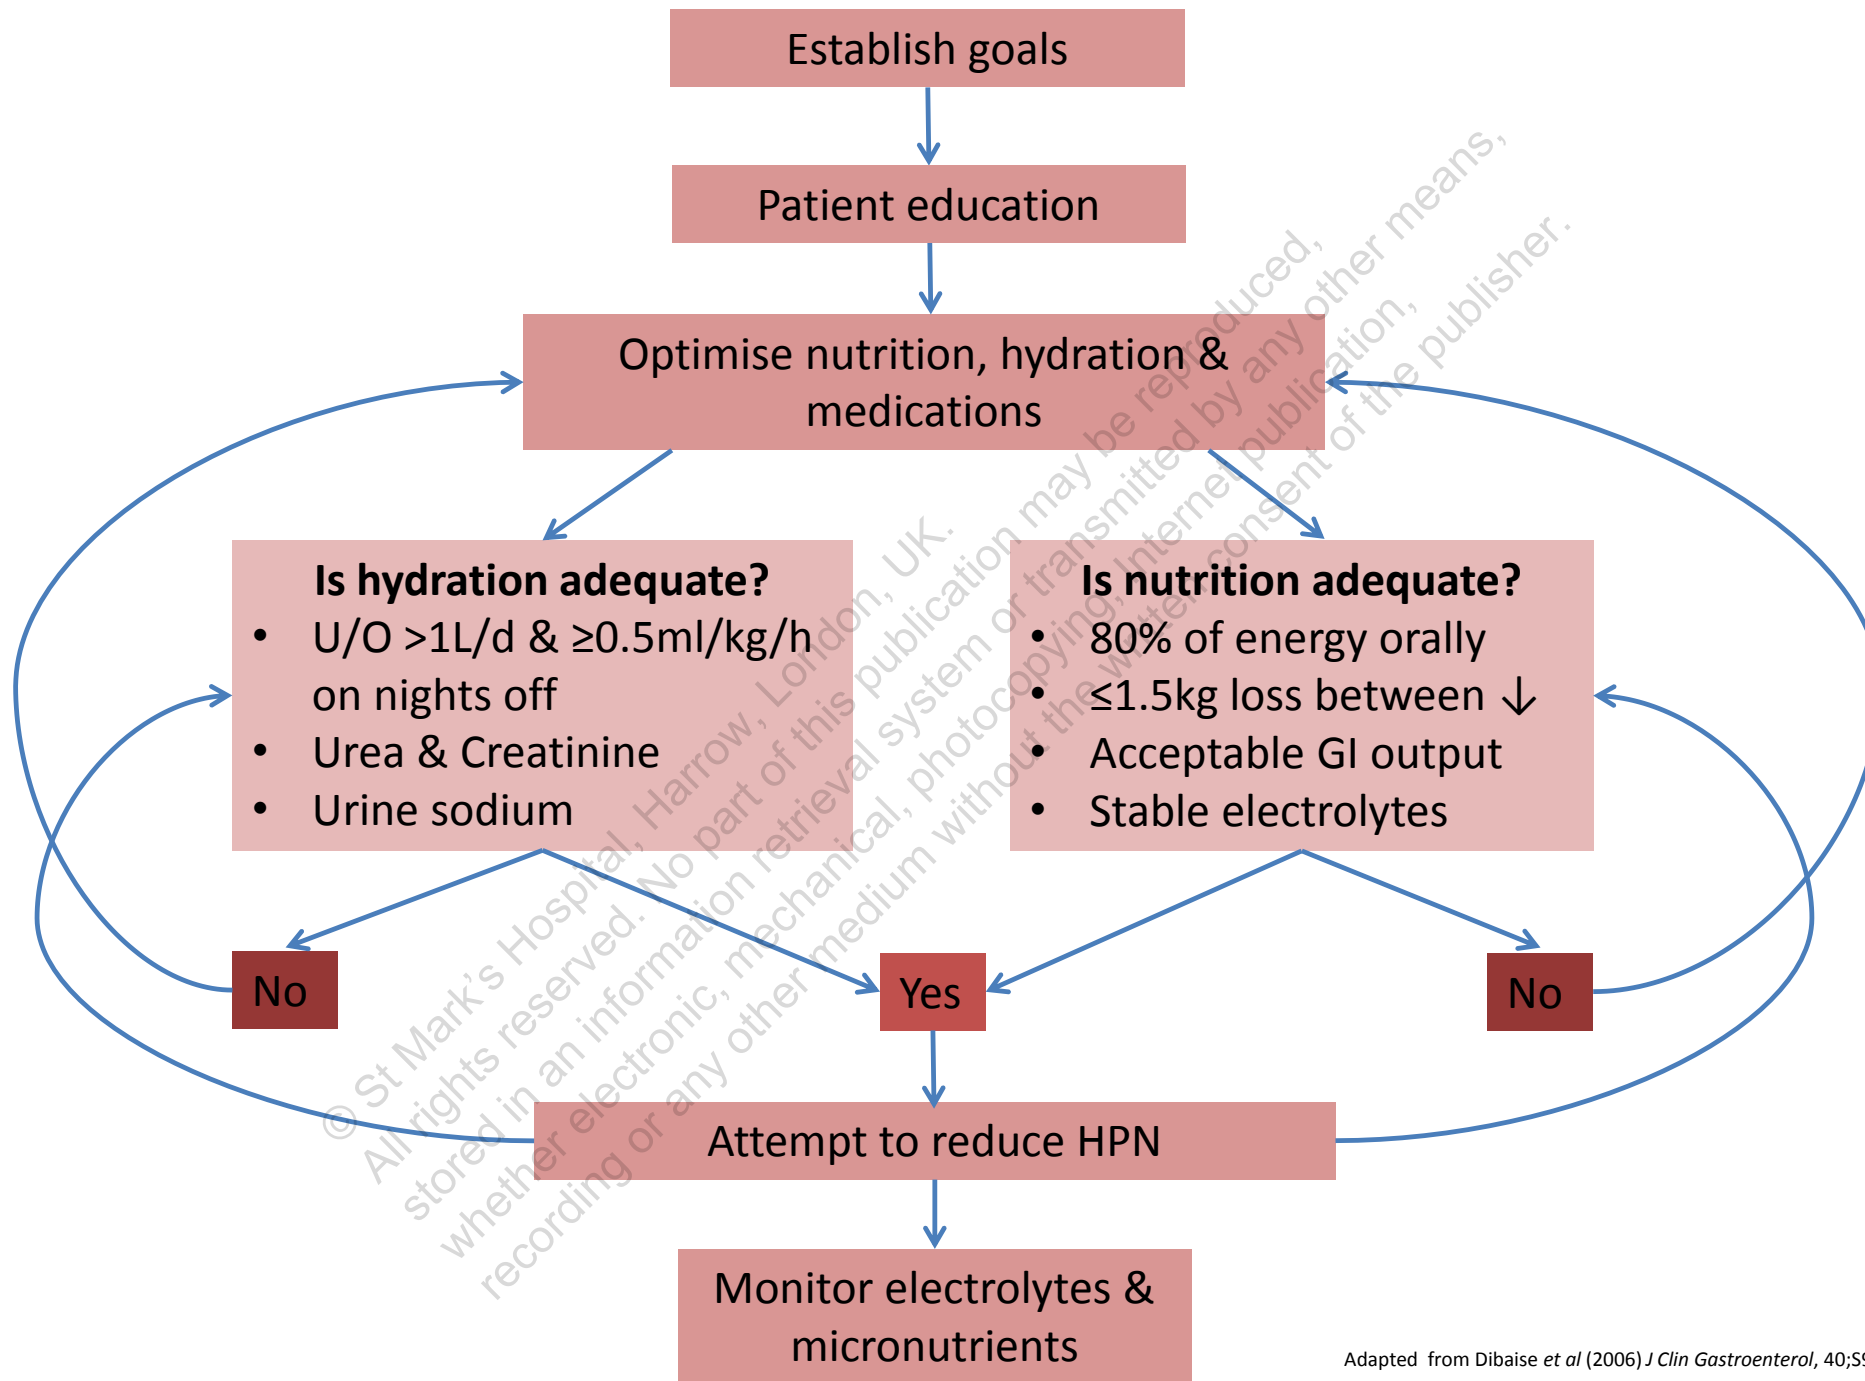 Establish goals
Patient education
Optimise nutrition, hydration &
medications
Is hydration adequate?
• U/O >1L/d & ≥0.5ml/kg/h
on nights off
• Urea & Creatinine
• Urine sodium
Is nutrition adequate?
• 80% of energy orally
• ≤1.5kg loss between ↓
• Acceptable GI output
• Stable electrolytes
No
Yes
No
Attempt to reduce HPN
Monitor electrolytes &
micronutrients
Adapted from Dibaise et al (2006) J Clin Gastroenterol, 40;S9
© St Mark's Hospital, Harrow, London, UK.
All rights reserved. No part of this publication may be reproduced,
stored in an information retrieval system or transmitted by any other means,
whether electronic, mechanical, photocopying, Internet publication,
recording or any other medium without the written consent of the publisher.